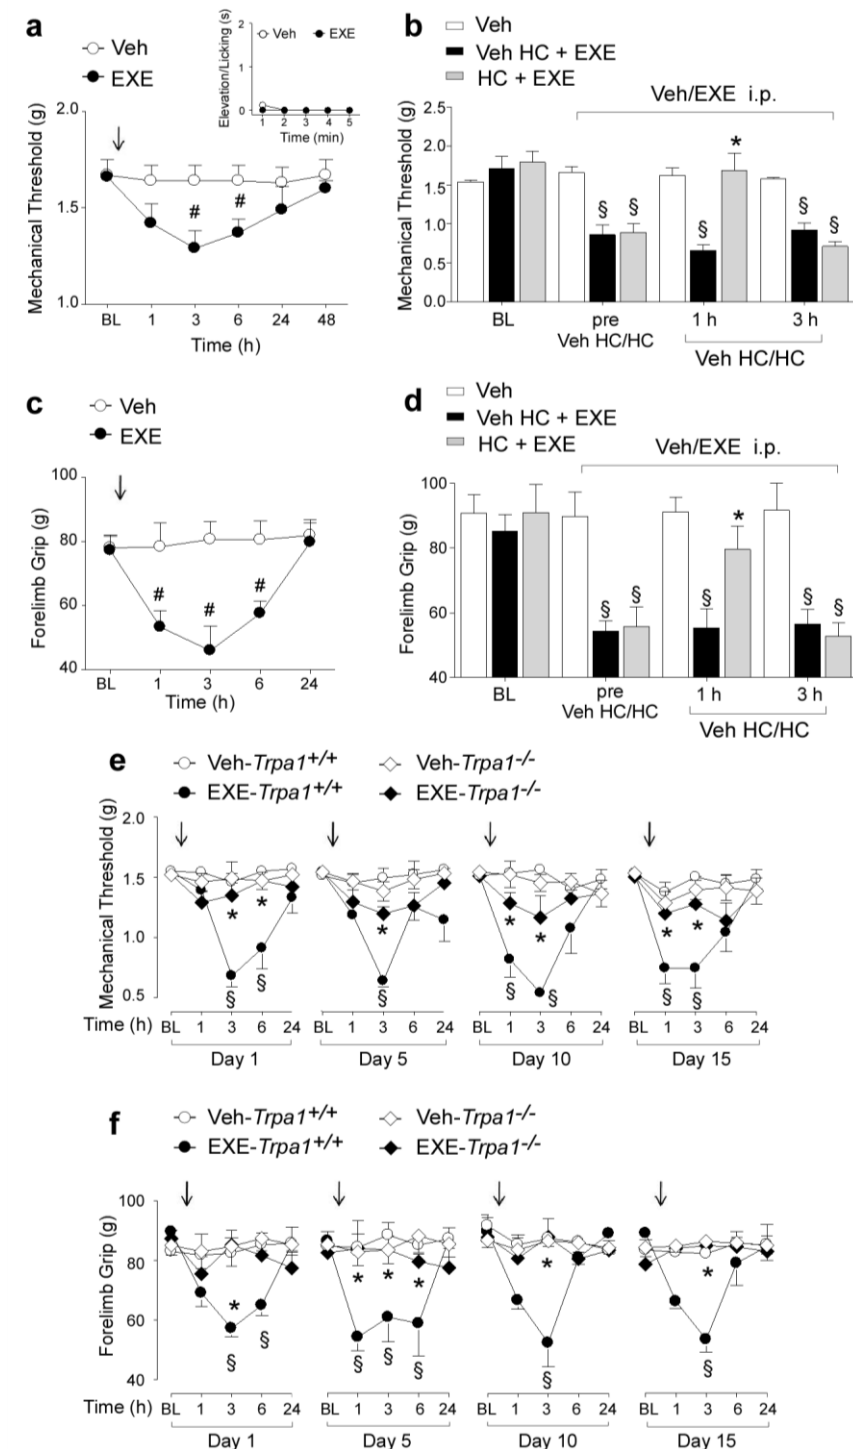 a
Veh
EXE
Elevation/Licking (s)
2
1
0
Veh EXE
1 2 3 4 5
Time (min)
Mechanical Threshold (g)
2.0
1.5
1.0
# #
BL 1 3 6 24 48
Time (h)
b
Veh
Veh HC + EXE
HC + EXE
Veh/EXE i.p.
Mechanical Threshold (g)
2.5
2.0
1.5
1.0
0.5
0.0
§ § § * § §
BL pre 1 h 3 h
Veh HC/HC
Veh HC/HC
c
Veh
EXE
Forelimb Grip (g)
100
80
60
40
# # #
BL 1 3 6 24
Time (h)
d
Veh
Veh HC + EXE
HC + EXE
Veh/EXE i.p.
Forelimb Grip (g)
100
80
60
40
§ § § * § §
BL pre 1 h 3 h
Veh HC/HC
Veh HC/HC
e
Veh-Trpa1+/+ Veh-Trpa1-/-
EXE-Trpa1+/+ EXE-Trpa1-/-
Mechanical Threshold (g)
2.0
1.5
1.0
0.5
* * * * * * *
§ § § § § § §
Time (h) BL 1 3 6 24 BL 1 3 6 24 BL 1 3 6 24 BL 1 3 6 24
Day 1 Day 5 Day 10 Day 15
f
Veh-Trpa1+/+ Veh-Trpa1-/-
EXE-Trpa1+/+ EXE-Trpa1-/-
Forelimb Grip (g)
100
80
60
40
* * * * * *
§ § § § § § §
Time (h) BL 1 3 6 24 BL 1 3 6 24 BL 1 3 6 24 BL 1 3 6 24
Day 1 Day 5 Day 10 Day 15